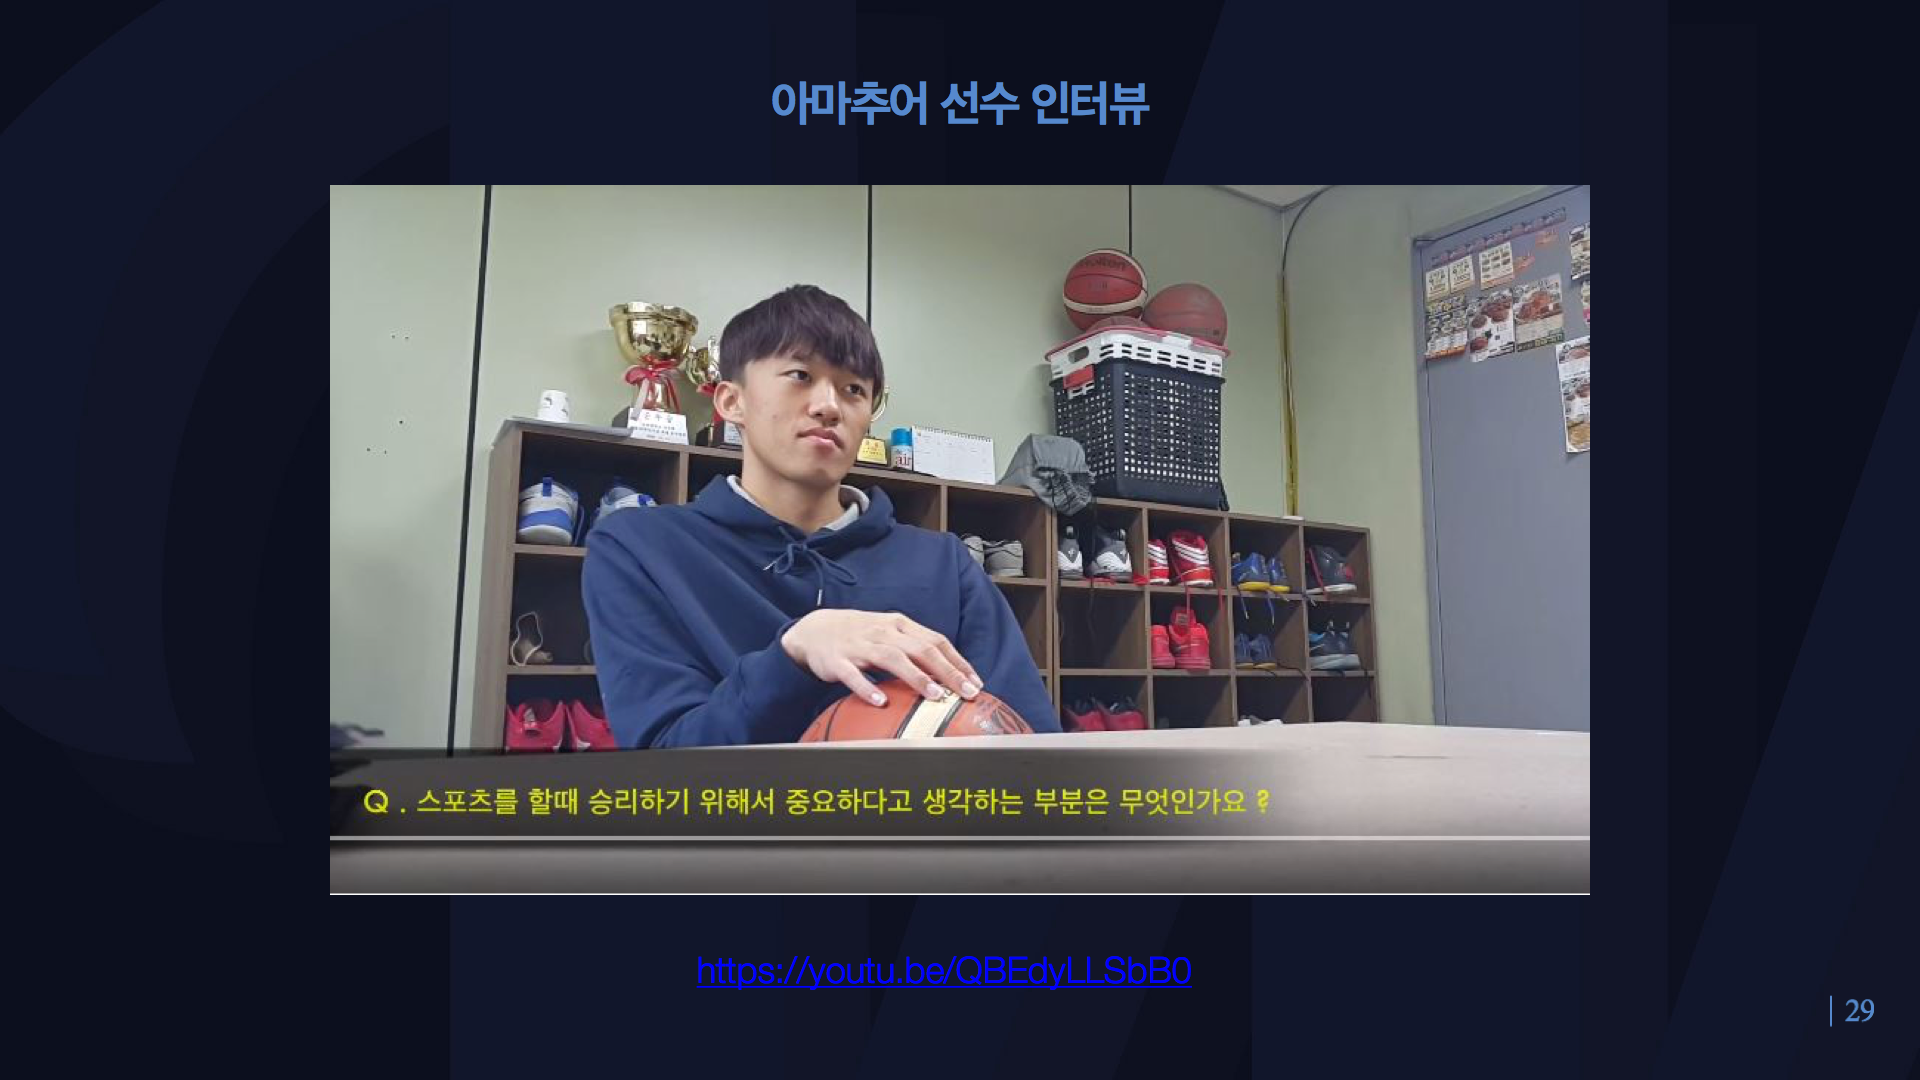 아마추어 선수 인터뷰
molten
air
Q . 스포츠를 할때 승리하기 위해서 중요하다고 생각하는 부분은 무엇인가요 ?
https://youtu.be/QBEdyLLSbB0
29